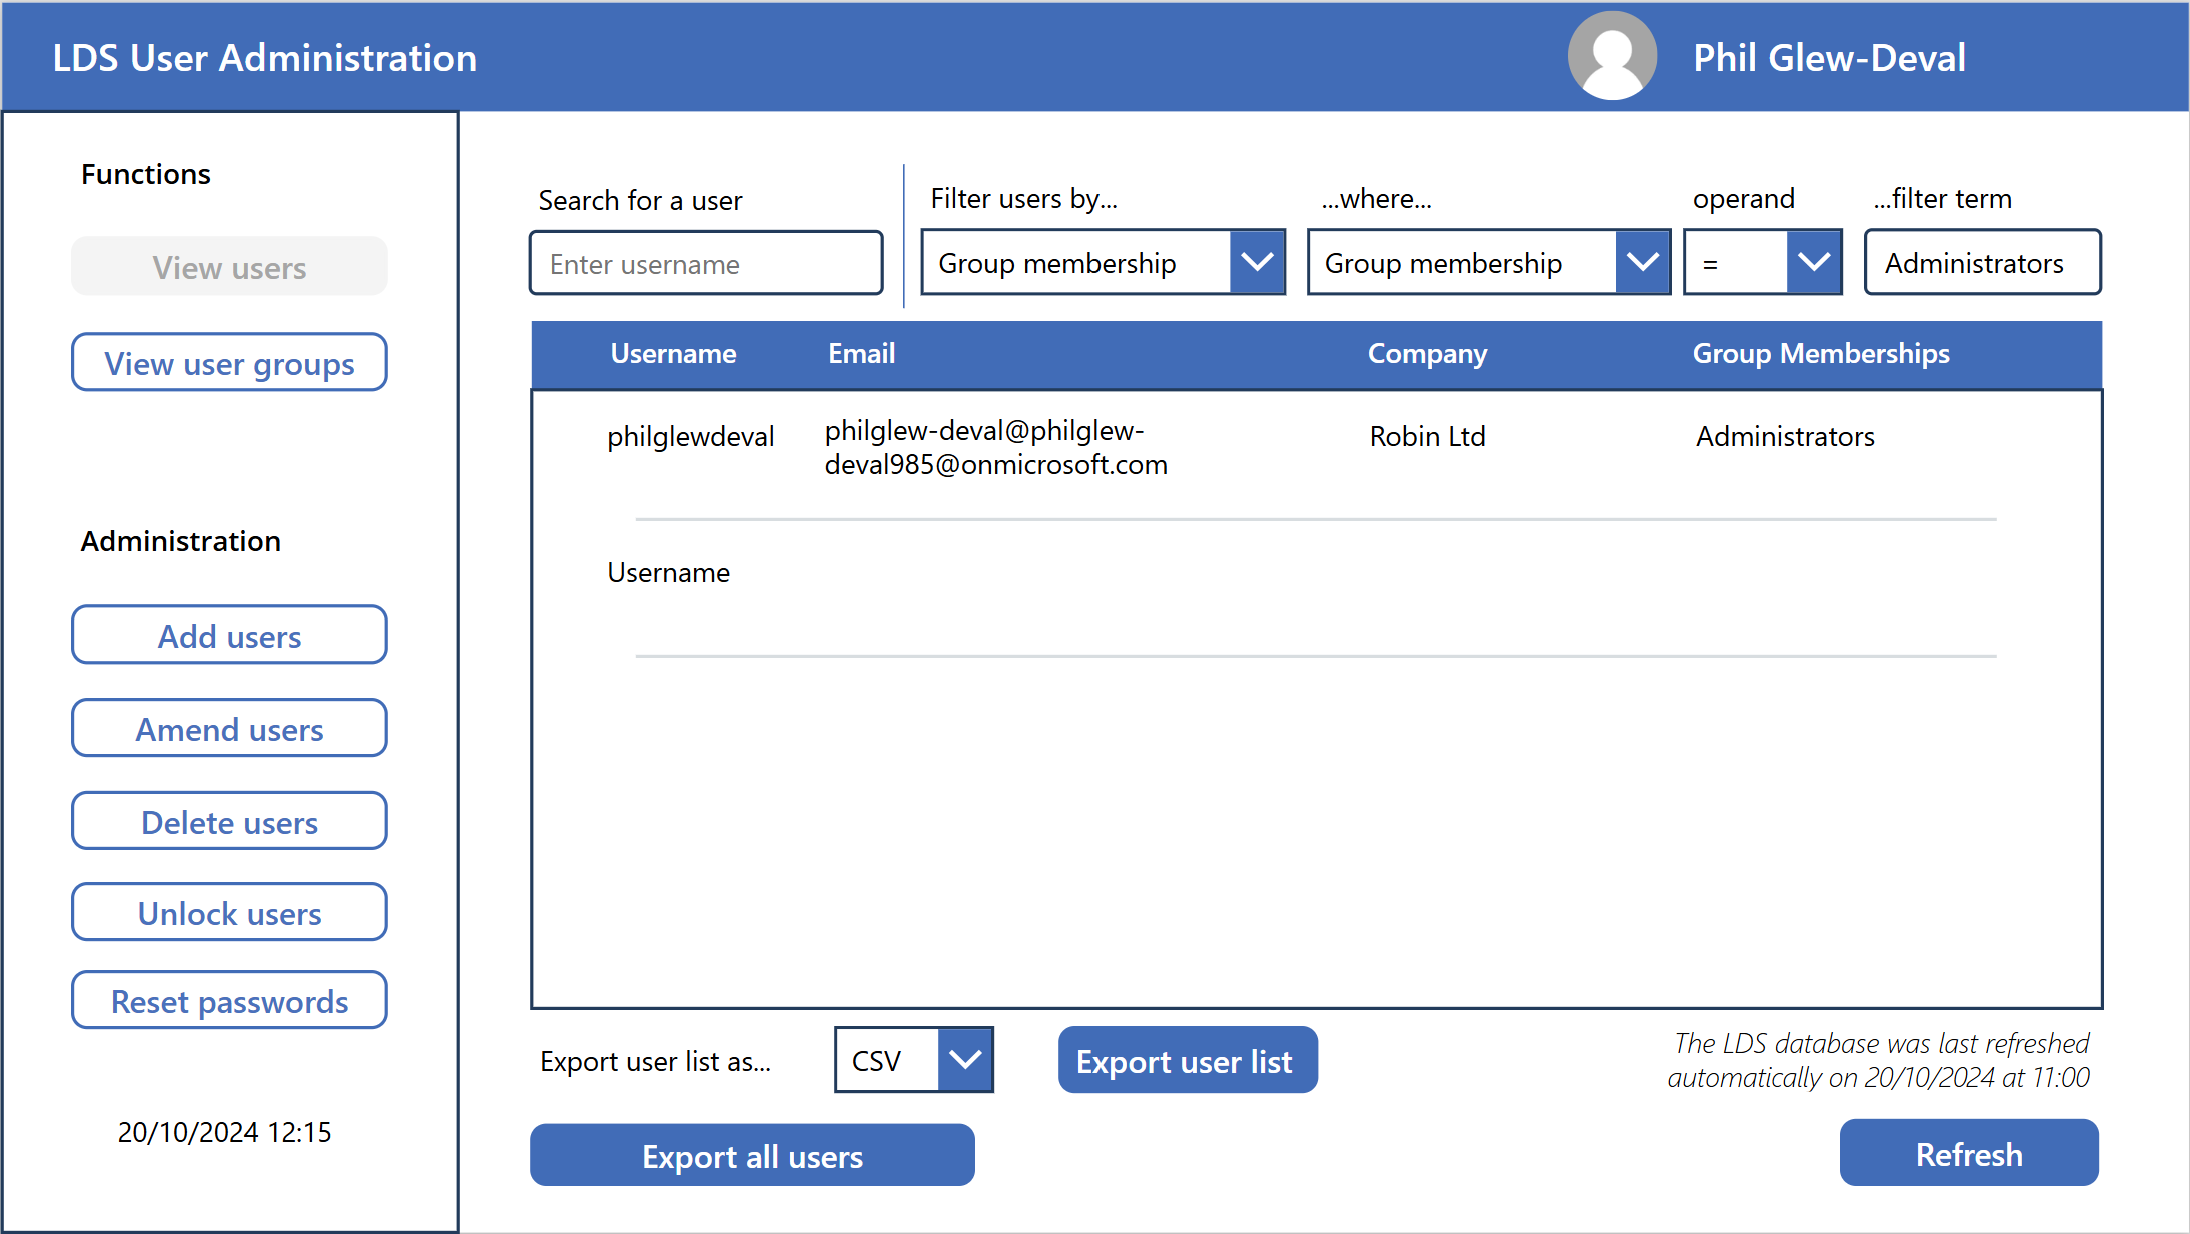 LDS User Administration
Phil Glew-Deval
Functions
View users
View user groups
Administration
Add users
Amend users
Delete users
Unlock users
Reset passwords
20/10/2024 12:15
Search for a user
Enter username
Filter users by...
Group membership
...where...
Group membership
operand
=
...filter term
Administrators
Username Email Company Group Memberships
philglewdeval
philglew-deval@philglew-
deval985@onmicrosoft.com
Robin Ltd
Administrators
Username
Export user list as...
CSV
Export user list
The LDS database was last refreshed
automatically on 20/10/2024 at 11:00
Export all users
Refresh